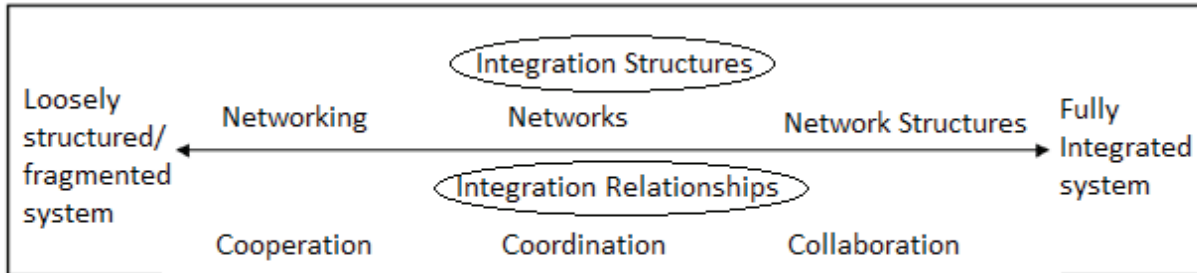 Integration Structures
Loosely
structured/
fragmented
system
Networking
Networks
Network Structures
Fully
Integrated
system
Integration Relationships
Cooperation
Coordination
Collaboration